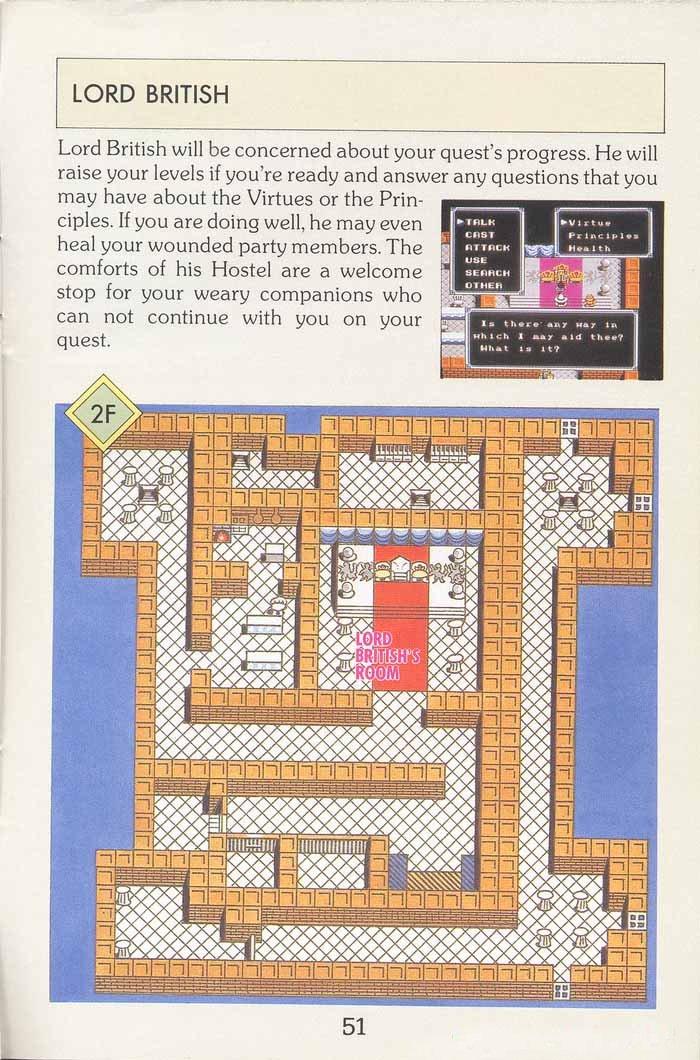 LORD BRITISH
Lord British will be concerned about your quest's progress. He will
raise your levels if you're ready and answer any questions that you
may have about the Virtues or the Prin-
ciples. If you are doing well, he may even
heal your wounded party members. The
comforts of his Hostel are a welcome
stop for your weary companions who
can not continue with you on your
quest.
TALK
CAST
ATTACK
USE
SEARCH
OTHER
Virtue
Principles
Health
Is there any way in
which I may aid thee?
What is it?
2F
LORD
BRITISH'S
ROOM
51